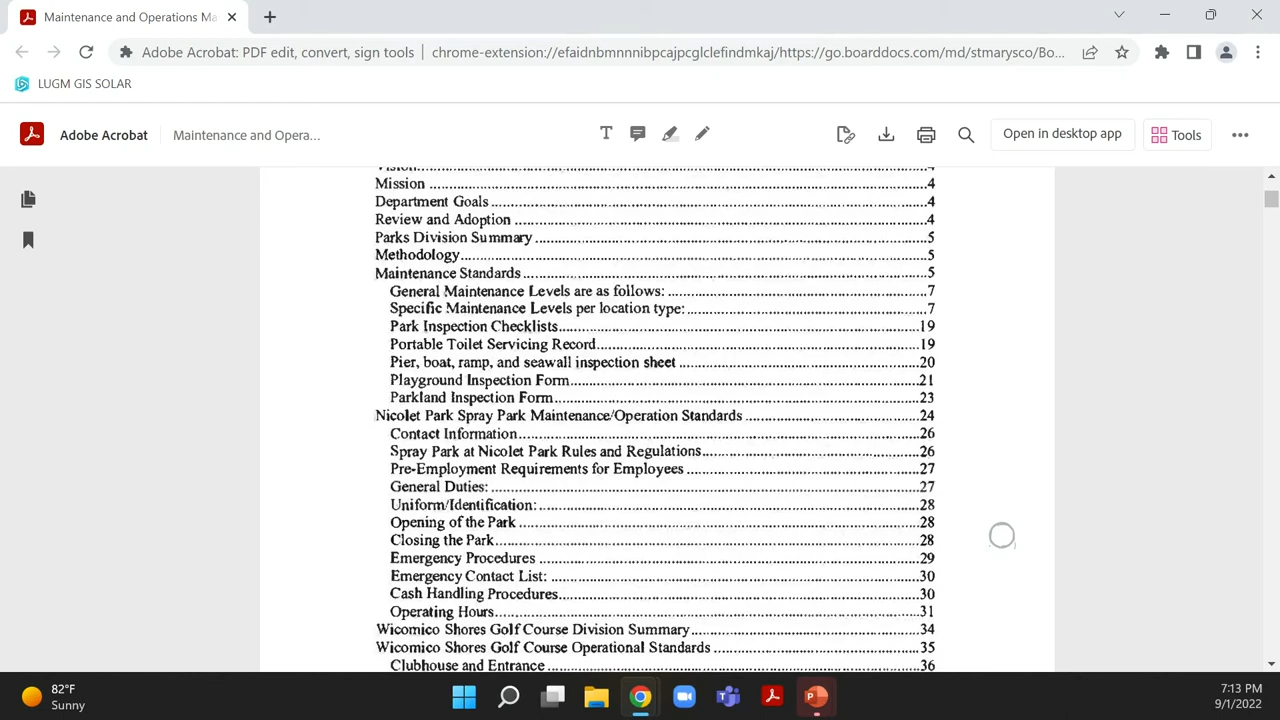 Maintenance and Operations Ma
Adobe Acrobat: PDF edit, convert, sign tools | chrome-extension://efaidnbmnnnibpcajpcglclefindmkaj/https://go.boarddocs.com/md/stmarysco/Bo...
LUGM GIS SOLAR
Adobe Acrobat Maintenance and Opera... Open in desktop app Tools
Vision 4
Mission 4
Department Goals 4
Review and Adoption 4
Parks Division Summary 5
Methodology 5
Maintenance Standards 5
General Maintenance Levels are as follows: 7
Specific Maintenance Levels per location type: 7
Park Inspection Checklists 19
Portable Toilet Servicing Record 19
Pier, boat, ramp, and seawall inspection sheet 20
Playground Inspection Form 21
Parkland Inspection Form 23
Nicolet Park Spray Park Maintenance/Operation Standards 24
Contact Information 26
Spray Park at Nicolet Park Rules and Regulations 26
Pre-Employment Requirements for Employees 27
General Duties: 27
Uniform/Identification: 28
Opening of the Park 28
Closing the Park 28
Emergency Procedures 29
Emergency Contact List: 30
Cash Handling Procedures 30
Operating Hours 31
Wicomico Shores Golf Course Division Summary 34
Wicomico Shores Golf Course Operational Standards 35
Clubhouse and Entrance 36
82°F
Sunny
7:13 PM
9/1/2022